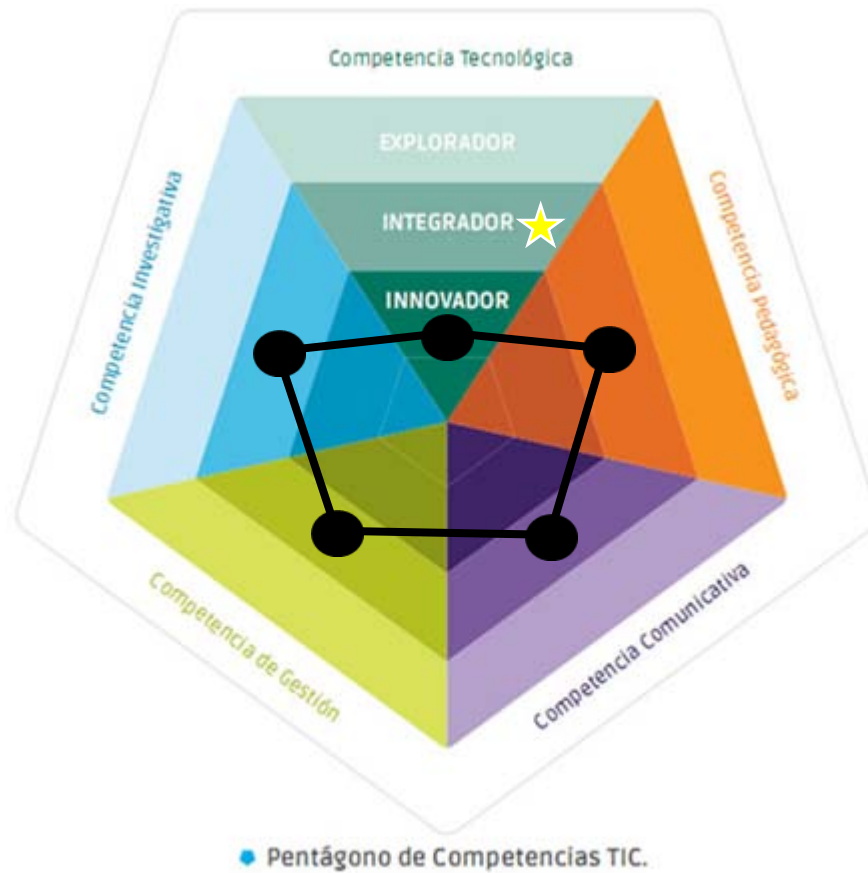 Competencia Tecnológica
EXPLORADOR
INTEGRADOR
INNOVADOR
Competencia Investigativa
Competencia Pedagógica
Competencia de Gestión
Competencia Comunicativa
Pentágono de Competencias TIC.